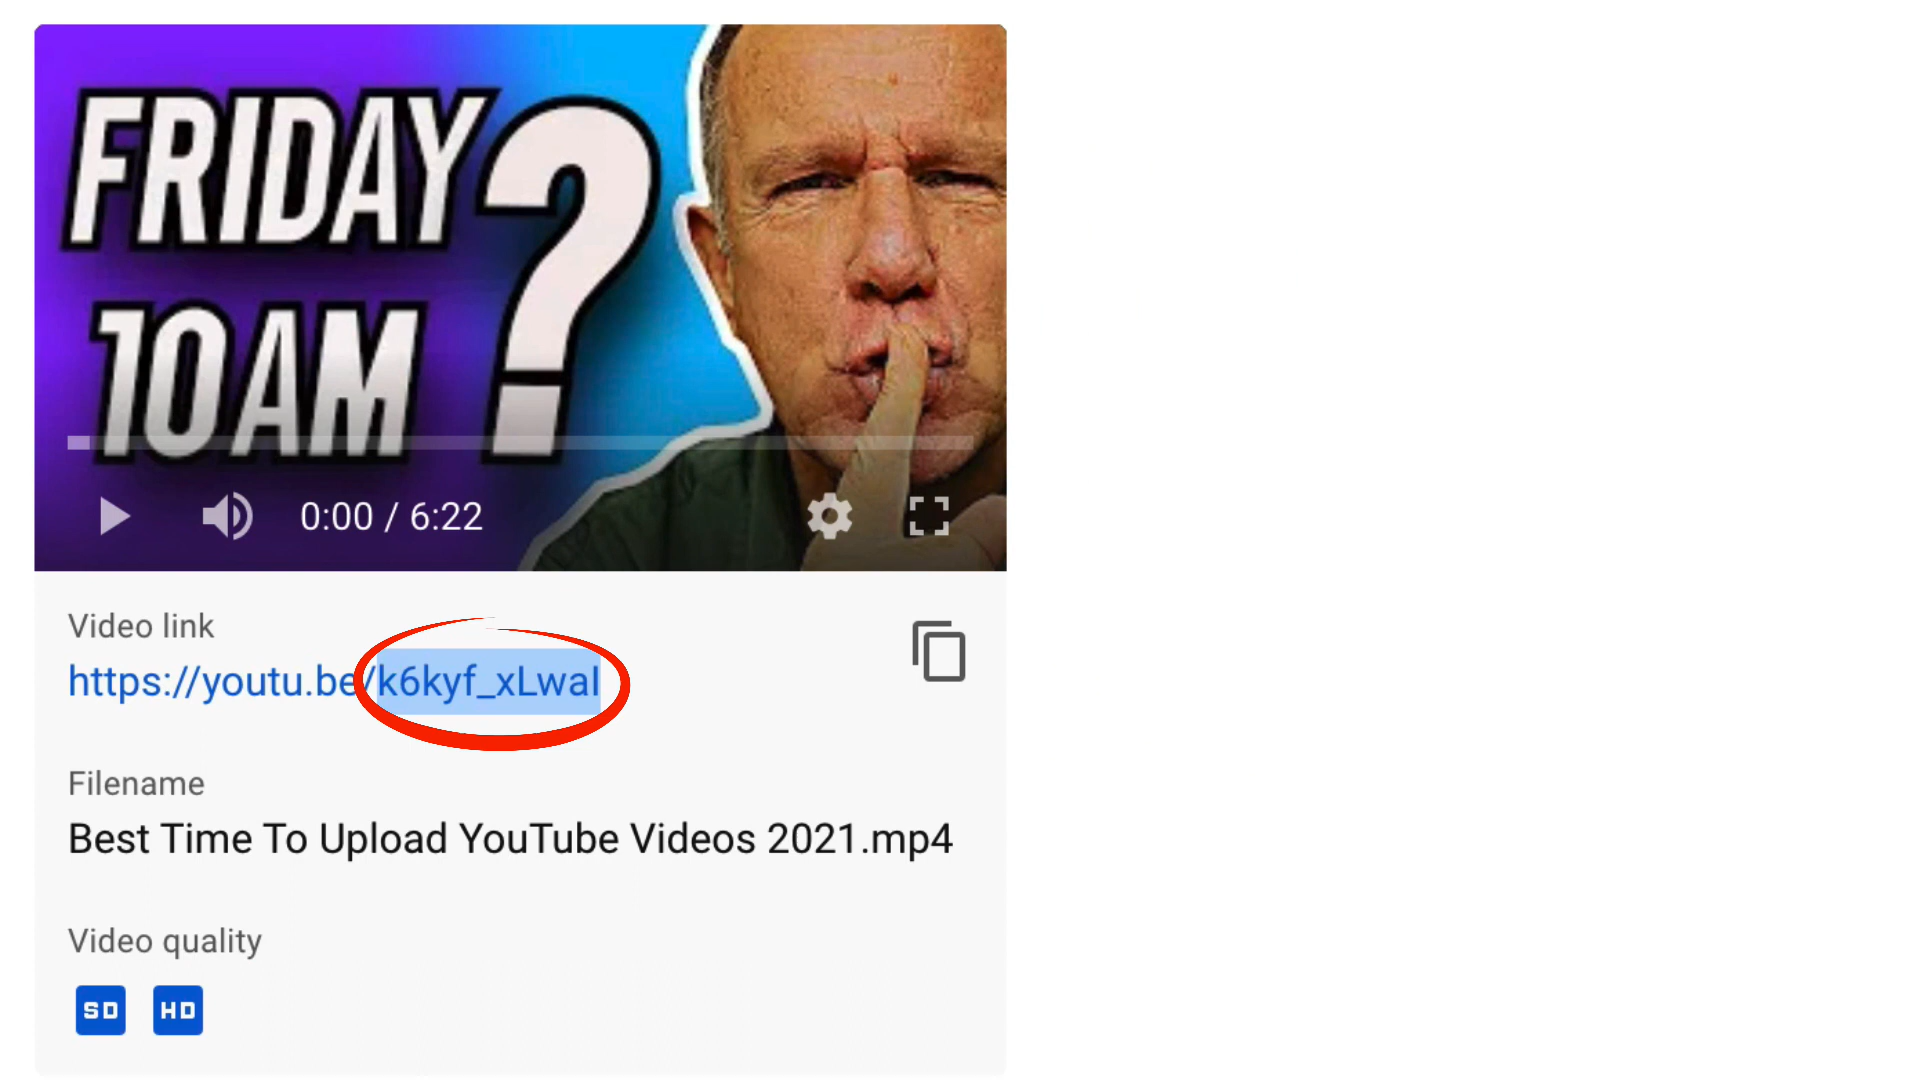 FRIDAY
10AM ?
0:00 / 6:22
Video link
https://youtu.be/k6kyf_xLwaI
Filename
Best Time To Upload YouTube Videos 2021.mp4
Video quality
SD HD